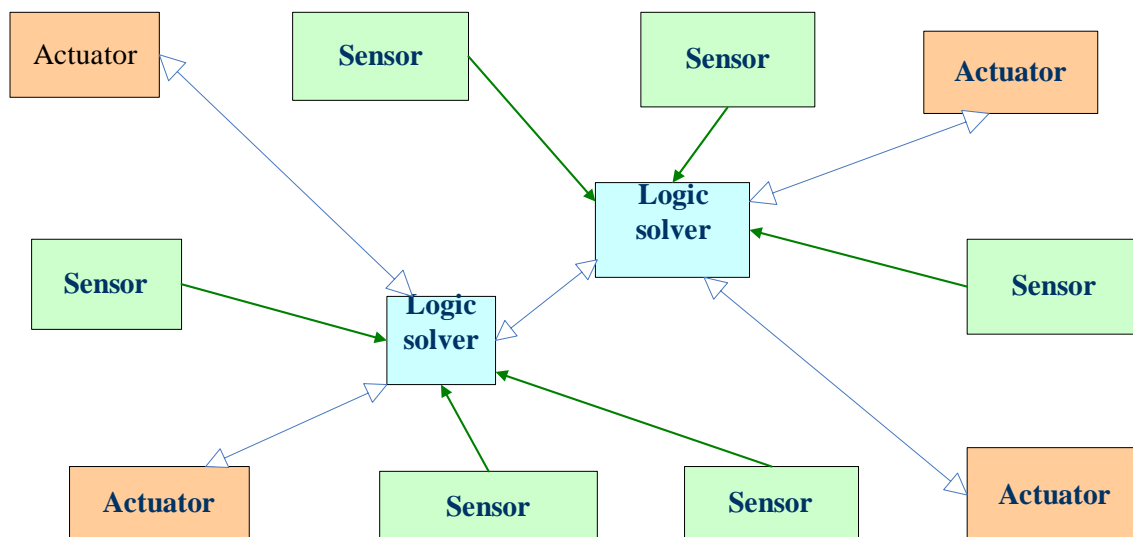 Actuator
Sensor
Sensor
Actuator
Logic
solver
Sensor
Sensor
Logic
solver
Actuator
Sensor
Sensor
Actuator